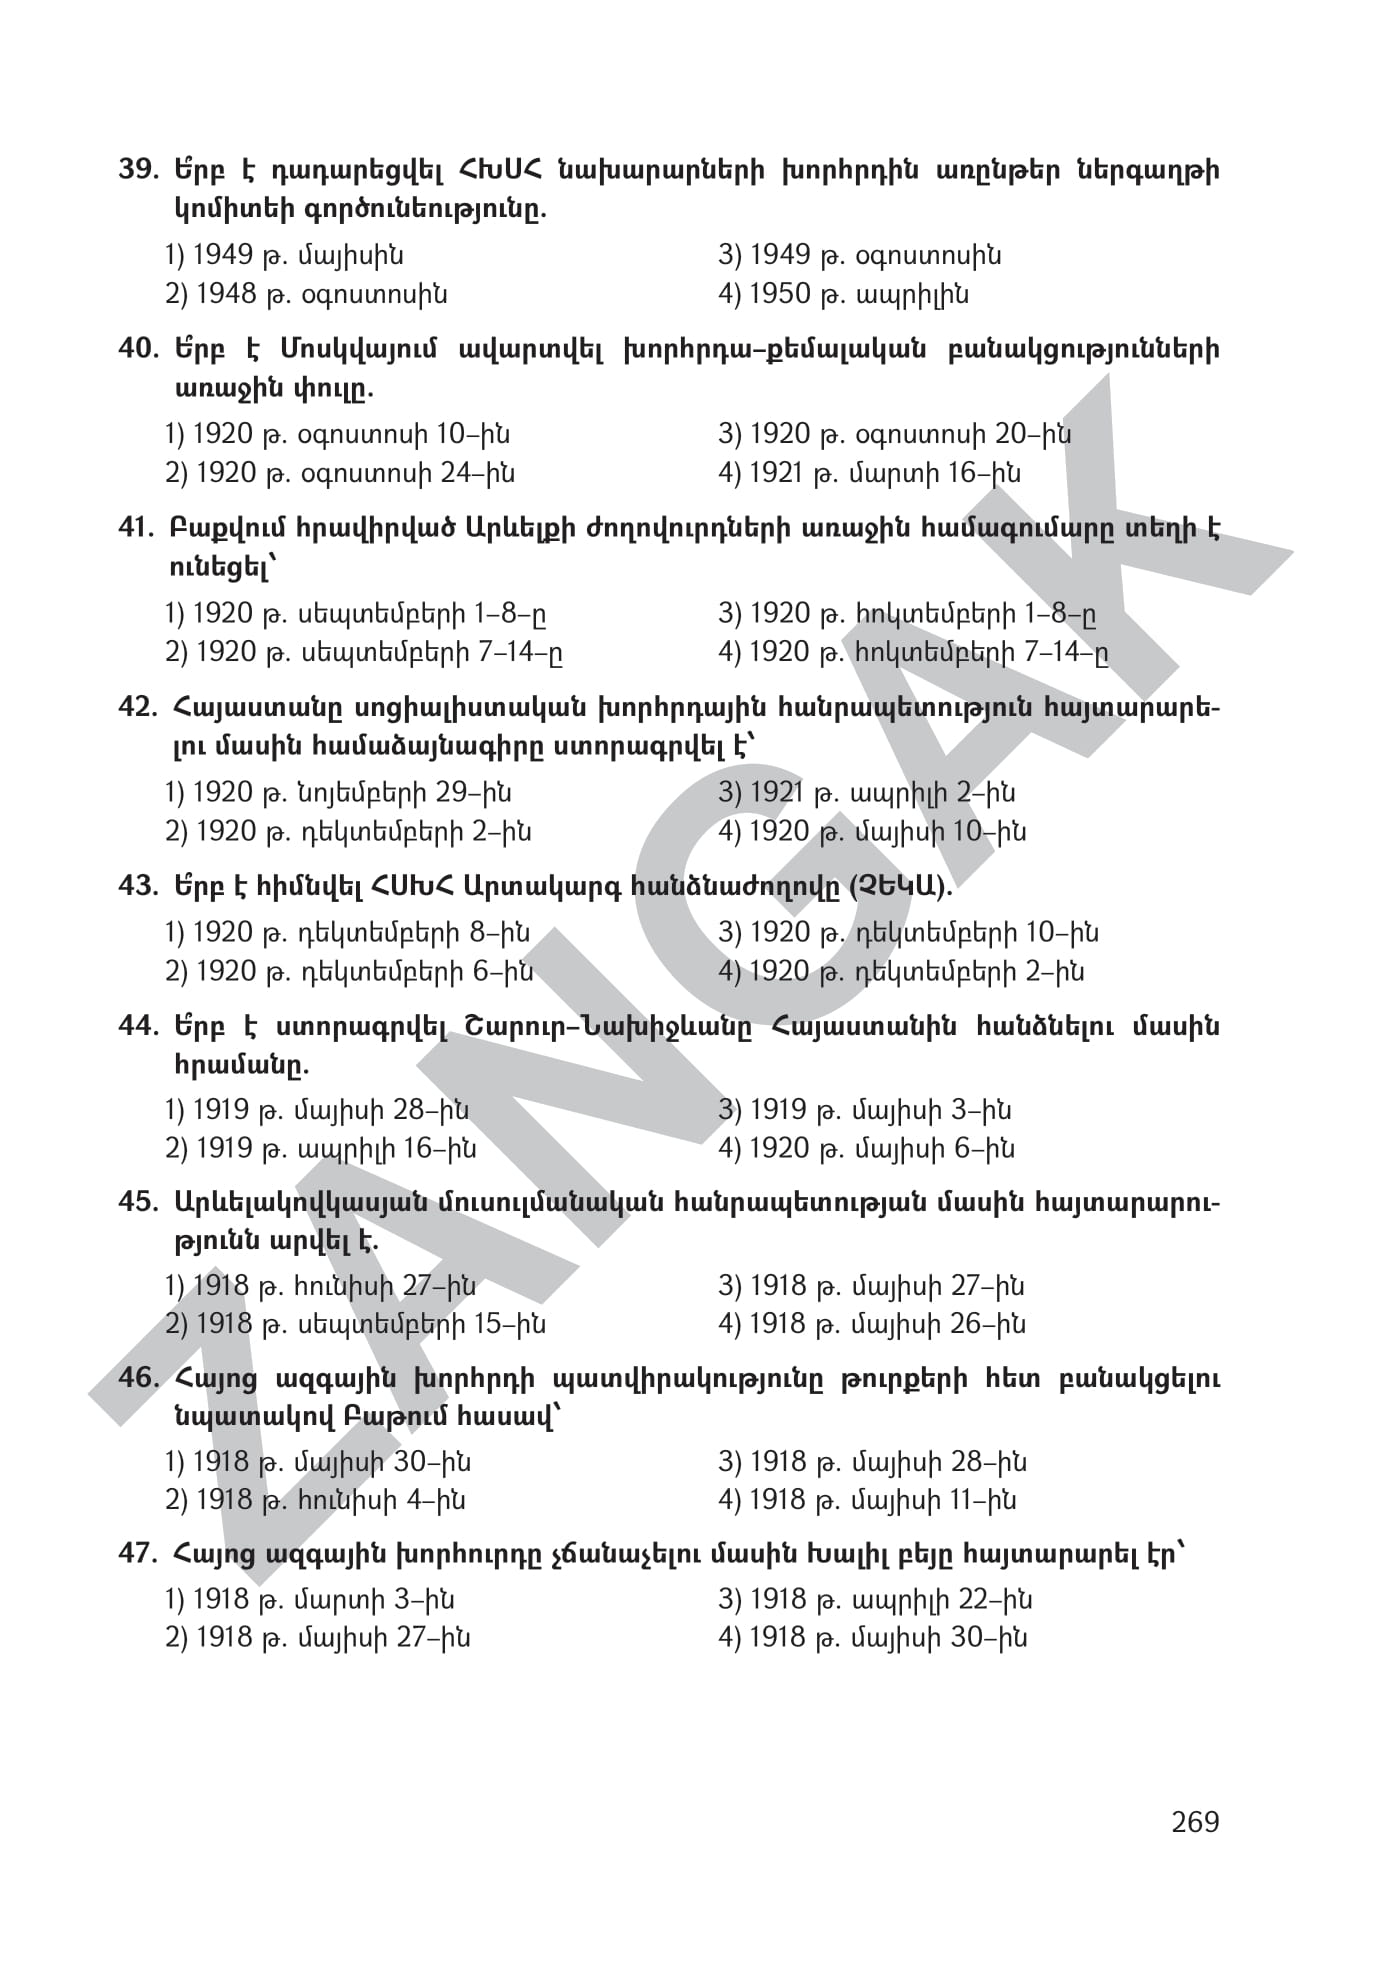 39. Ե՞րբ է դադարեցվել ՀԽՍՀ նախարարների խորհրդին առընթեր ներգաղթի
կոմիտեի գործունեությունը.
1) 1949 թ. մայիսին
3) 1949 թ. օգոստոսին
2) 1948 թ. օգոստոսին
4) 1950 թ. ապրիլին
40. Ե՞րբ է Մոսկվայում ավարտվել խորհրդա–քեմալական բանակցությունների
առաջին փուլը.
1) 1920 թ. օգոստոսի 10–ին
3) 1920 թ. օգոստոսի 20–ին
2) 1920 թ. օգոստոսի 24–ին
4) 1921 թ. մարտի 16–ին
41. Բաքվում հրավիրված Արևելքի ժողովուրդների առաջին համագումարը տեղի է
ունեցել՝
1) 1920 թ. սեպտեմբերի 1–8–ը
3) 1920 թ. հոկտեմբերի 1–8–ը
2) 1920 թ. սեպտեմբերի 7–14–ը
4) 1920 թ. հոկտեմբերի 7–14–ը
42. Հայաստանը սոցիալիստական խորհրդային հանրապետություն հայտարարե-
լու մասին համաձայնագիրը ստորագրվել է՝
1) 1920 թ. նոյեմբերի 29–ին
3) 1921 թ. ապրիլի 2–ին
2) 1920 թ. դեկտեմբերի 2–ին
4) 1920 թ. մայիսի 10–ին
43. Ե՞րբ է հիմնվել ՀՍԽՀ Արտակարգ հանձնաժողովը (ՉԵԿԱ).
1) 1920 թ. դեկտեմբերի 8–ին
3) 1920 թ. դեկտեմբերի 10–ին
2) 1920 թ. դեկտեմբերի 6–ին
4) 1920 թ. դեկտեմբերի 2–ին
44. Ե՞րբ է ստորագրվել Շարուր–Նախիջևանը Հայաստանին հանձնելու մասին
հրամանը.
1) 1919 թ. մայիսի 28–ին
3) 1919 թ. մայիսի 3–ին
2) 1919 թ. ապրիլի 16–ին
4) 1920 թ. մայիսի 6–ին
45. Արևելակովկասյան մուսուլմանական հանրապետության մասին հայտարարու-
թյունն արվել է.
1) 1918 թ. հունիսի 27–ին
3) 1918 թ. մայիսի 27–ին
2) 1918 թ. սեպտեմբերի 15–ին
4) 1918 թ. մայիսի 26–ին
46. Հայոց ազգային խորհրդի պատվիրակությունը թուրքերի հետ բանակցելու
նպատակով Բաթում հասավ՝
1) 1918 թ. մայիսի 30–ին
3) 1918 թ. մայիսի 28–ին
2) 1918 թ. հունիսի 4–ին
4) 1918 թ. մայիսի 11–ին
47. Հայոց ազգային խորհուրդը չճանաչելու մասին Խալիլ բեյը հայտարարել էր՝
1) 1918 թ. մարտի 3–ին
3) 1918 թ. ապրիլի 22–ին
2) 1918 թ. մայիսի 27–ին
4) 1918 թ. մայիսի 30–ին
269
ZANGAK